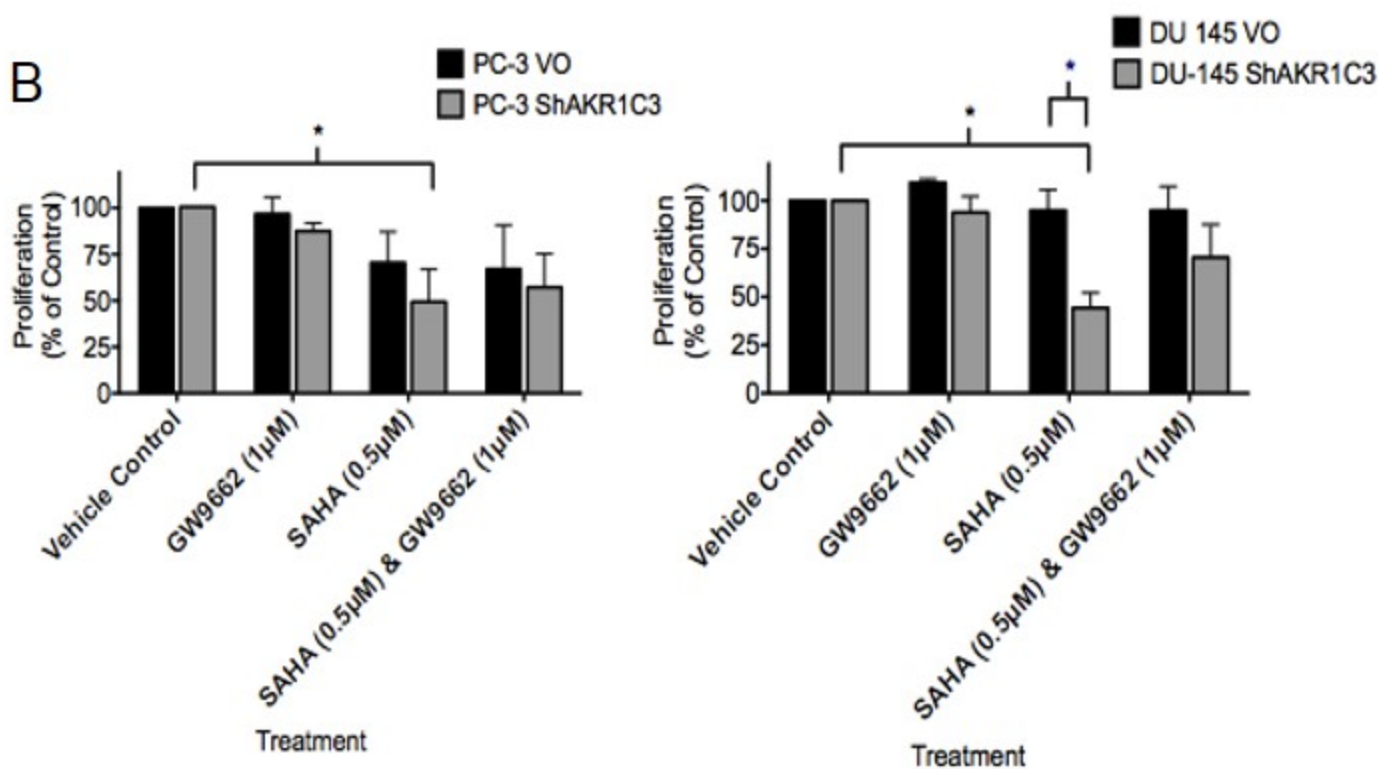 B
PC-3 VO
PC-3 ShAKR1C3
*
Proliferation
(% of Control)
100
75
50
25
0
Vehicle Control
GW9662 (1µM)
SAHA (0.5µM)
SAHA (0.5µM) & GW9662 (1µM)
Treatment
DU 145 VO
DU-145 ShAKR1C3
*
*
Proliferation
(% of Control)
100
75
50
25
0
Vehicle Control
GW9662 (1µM)
SAHA (0.5µM)
SAHA (0.5µM) & GW9662 (1µM)
Treatment